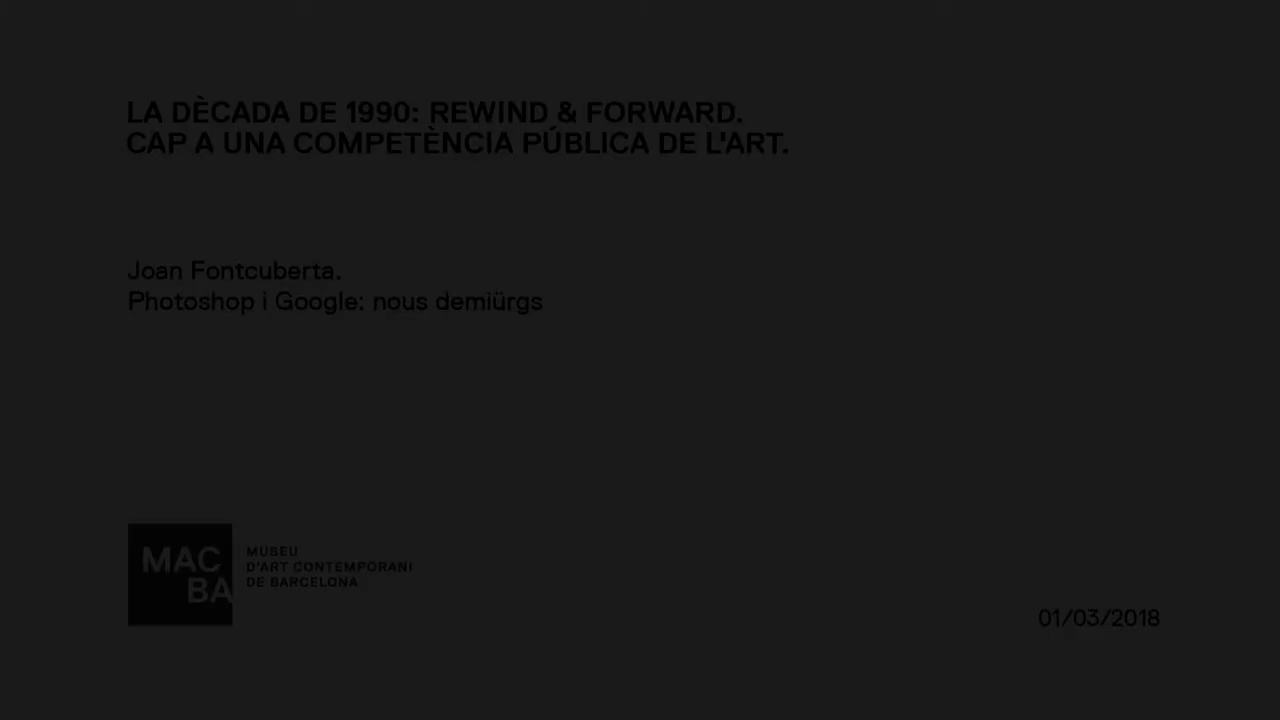 LA DÈCADA DE 1990: REWIND & FORWARD.
CAP A UNA COMPETÈNCIA PÚBLICA DE L'ART.
Joan Fontcuberta.
Photoshop i Google: nous demiürgs
MAC
BA
MUSEU
D'ART CONTEMPORANI
DE BARCELONA
01/03/2018